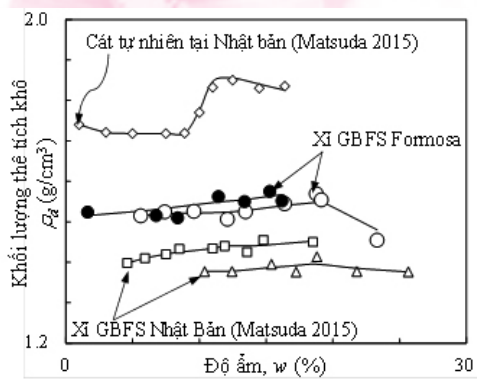 2.0
Cát tự nhiên tại Nhật bản (Matsuda 2015)
Xỉ GBFS Formosa
Khối lượng thể tích khô
ρd (g/cm³)
Xỉ GBFS Nhật Bản (Matsuda 2015)
1.2
0
Độ ẩm, w (%)
30